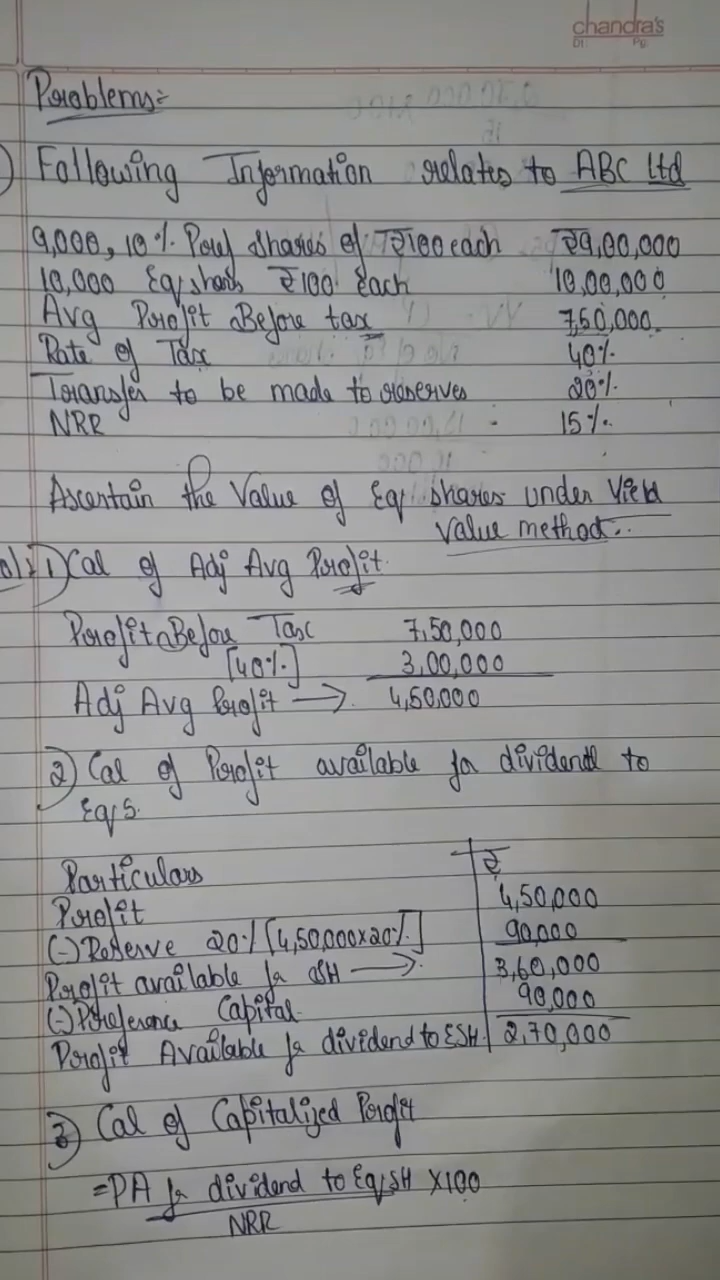 chandra's
Dt. Pg.
Problems:-
Following Information relates to ABC Ltd
9,000, 10% Pref shares of ₹100 each ₹9,00,000
10,000 Eq shares ₹100 each 10,00,000
Avg Profit Before tax 7,50,000
Rate of Tax 40%
Transfer to be made to reserves 20%
NRR 15%
Ascertain the Value of Eq shares under Yield
Value method..
1) Cal of Adj Avg Profit.
Profit Before Tax 7,50,000
[40%] 3,00,000
Adj Avg Profit → 4,50,000
2) Cal of Profit available for dividend to
EqS.
Particulars ₹
Profit 4,50,000
(-) Reserve 20% [4,50,000x20%] 90,000
Profit available for SH → 3,60,000
(-) Preference Capital 90,000
Profit Available for dividend to ESH 2,70,000
3) Cal of Capitalized Profit
=PA for dividend to EqSH X100
NRR